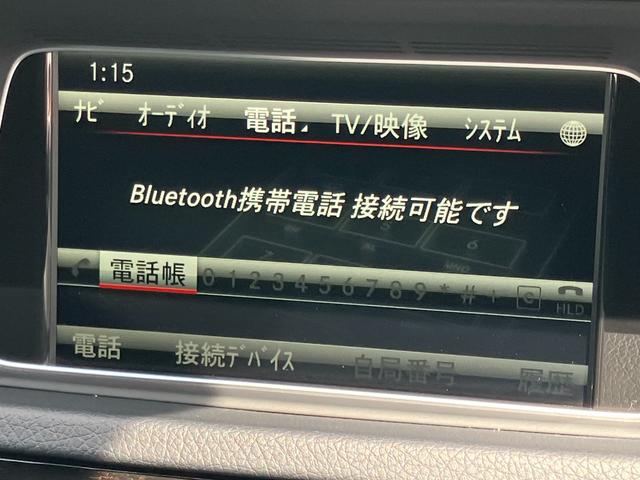 1:15
ナビ オーディオ 電話 TV/映像 システム
Bluetooth携帯電話 接続可能です
電話帳 0 1 2 3 4 5 6 7 8 9 * # + C HLD
電話 接続デバイス 自局番号 履歴